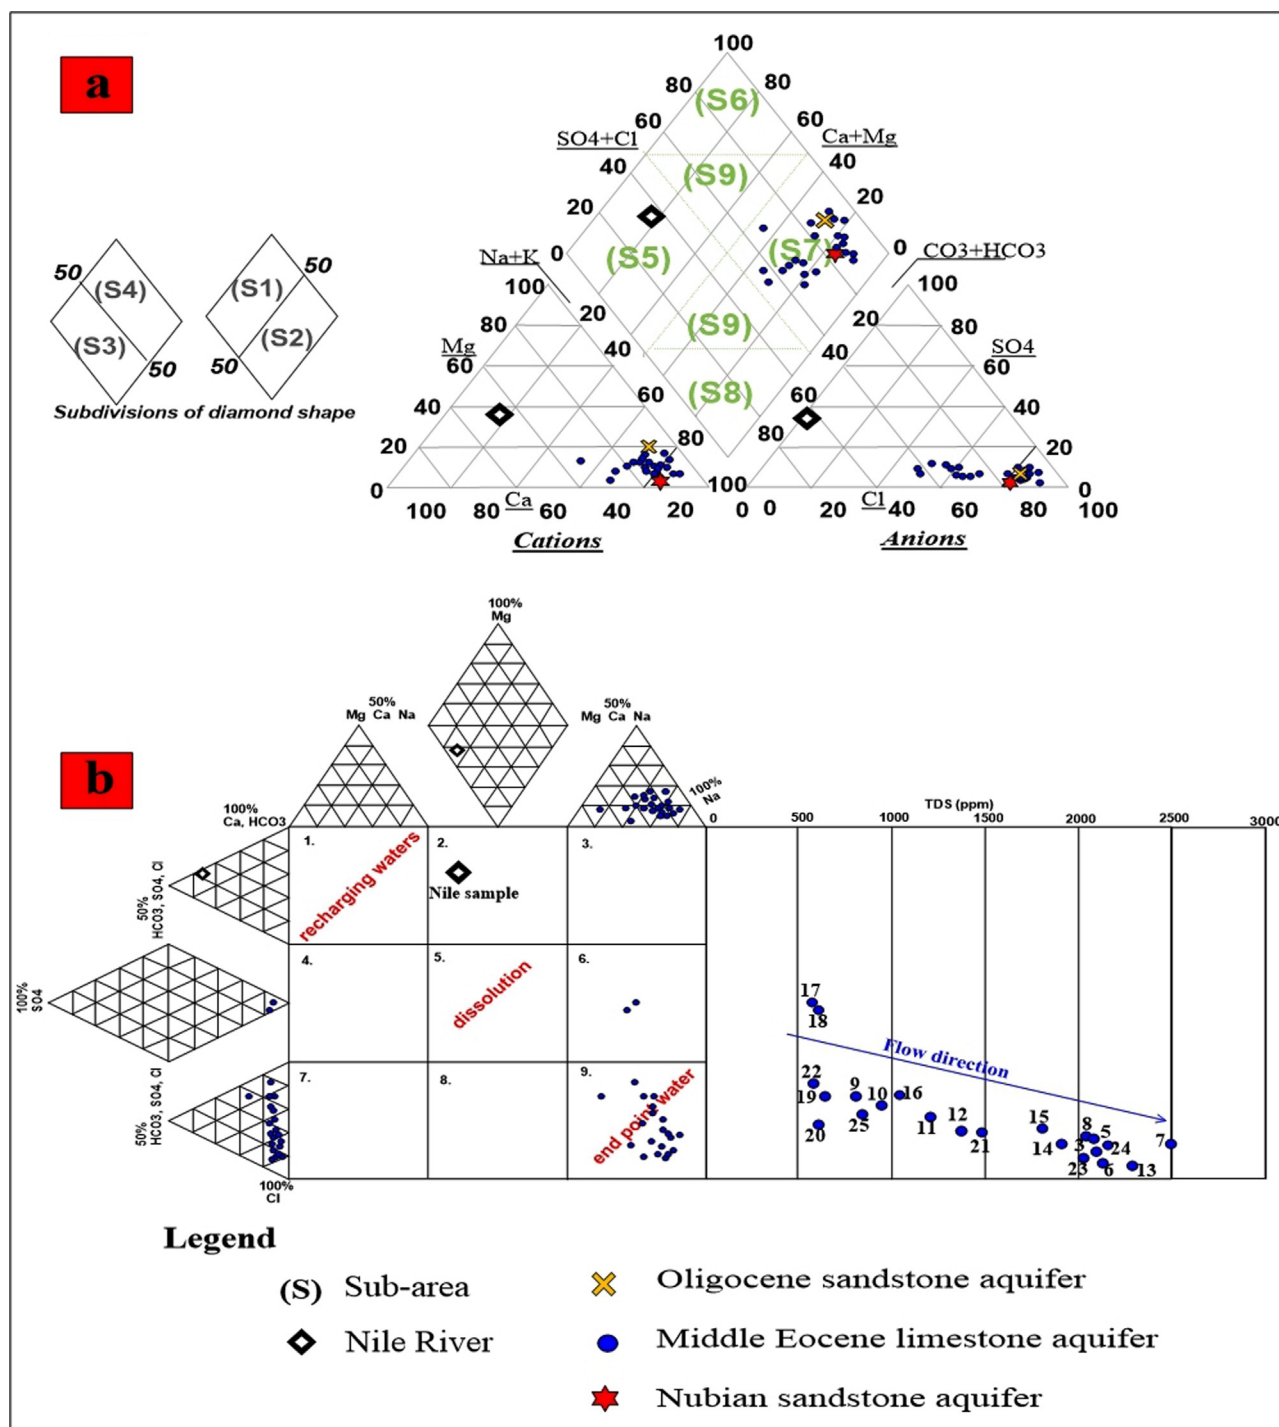 a
100
80 80
(S6)
60 60
SO4+Cl Ca+Mg
40 40
(S9)
20 20
0 (S5) (S7) 0
Na+K CO3+HCO3
100 100
50 50
(S4) (S1)
(S3) (S2)
50 50
Subdivisions of diamond shape
80 20 (S9) 80
Mg 40 40 SO4
60 60
(S8)
40 60 60 40
20 80 80 20
0 100 0
Ca Cl
100 80 60 40 20 0 0 20 40 60 80 100
Cations Anions
b
100%
Mg
50%
Mg Ca Na
50%
Mg Ca Na
100%
Na
100%
Ca, HCO3
50%
HCO3, SO4, Cl
100%
SO4
50%
HCO3, SO4, Cl
100%
Cl
TDS (ppm)
0 500 1000 1500 2000 2500 3000
1. 2. 3.
recharging waters
Nile sample
4. 5. 6.
dissolution
7. 8. 9.
end point water
17
18
Flow direction
22
19 9 10 16
20 25 11 12 21
15 14 8 5 3 24 7
23 6 13
Legend
(S) Sub-area
Nile River
Oligocene sandstone aquifer
Middle Eocene limestone aquifer
Nubian sandstone aquifer